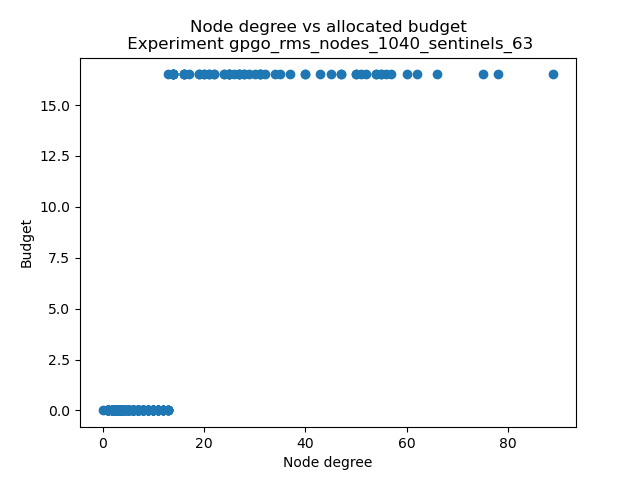 Node degree vs allocated budget
Experiment gpgo_rms_nodes_1040_sentinels_63
Budget
15.0
12.5
10.0
7.5
5.0
2.5
0.0
0 20 40 60 80
Node degree